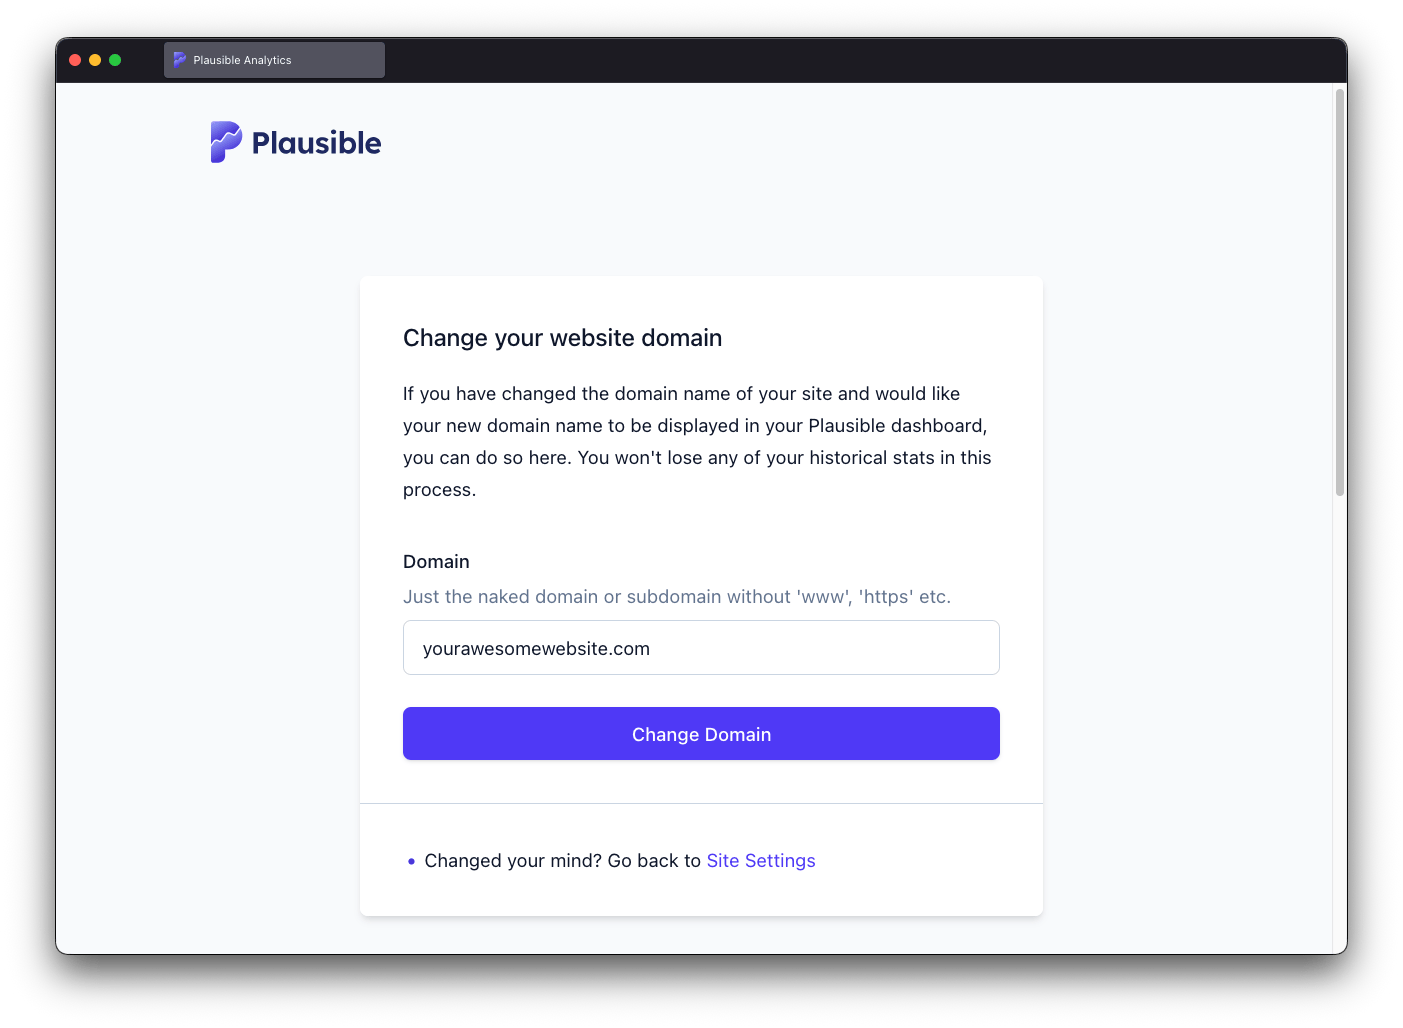 Plausible Analytics
Plausible
Change your website domain
If you have changed the domain name of your site and would like
your new domain name to be displayed in your Plausible dashboard,
you can do so here. You won't lose any of your historical stats in this
process.
Domain
Just the naked domain or subdomain without 'www', 'https' etc.
yourawesomewebsite.com
Change Domain
Changed your mind? Go back to Site Settings